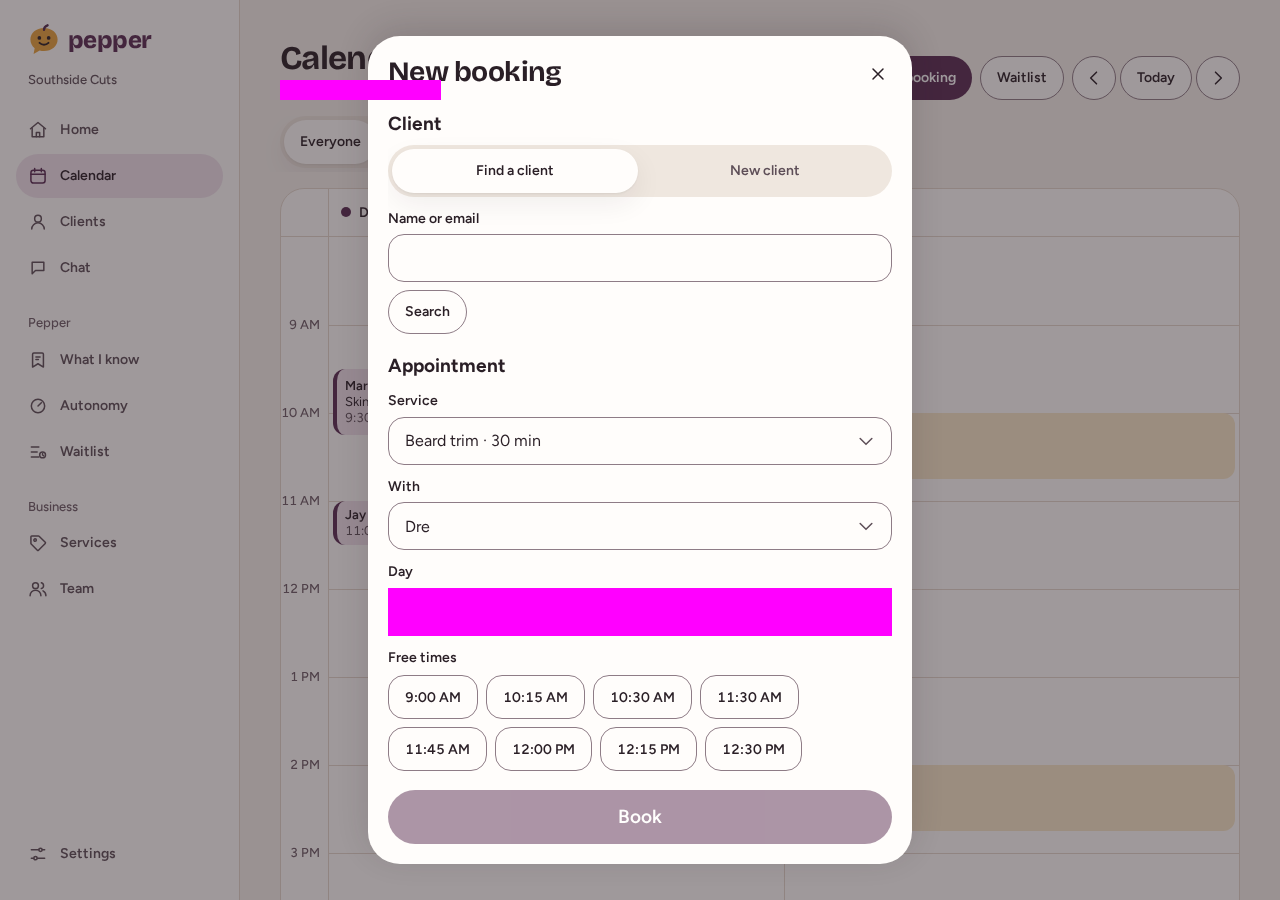 pepper
Southside Cuts
Home
Calendar
Clients
Chat
Pepper
What I know
Autonomy
Waitlist
Business
Services
Team
Settings
Waitlist
Today
Everyone
9 AM
10 AM
11 AM
12 PM
1 PM
2 PM
3 PM
9:30
11:0
New booking
Client
Find a client
New client
Name or email
Search
Appointment
Service
Beard trim · 30 min
With
Dre
Day
Free times
9:00 AM
10:15 AM
10:30 AM
11:30 AM
11:45 AM
12:00 PM
12:15 PM
12:30 PM
Book